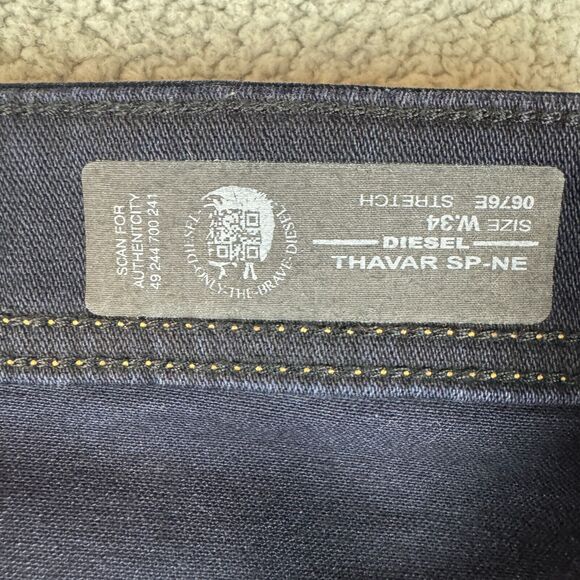 SCAN FOR
AUTHENTICITY
49 244 700 241
DIESEL
ONLY-THE-BRAVE-DIESEL
THAVAR SP-NE
DIESEL
SIZE W.34
0676E STRETCH